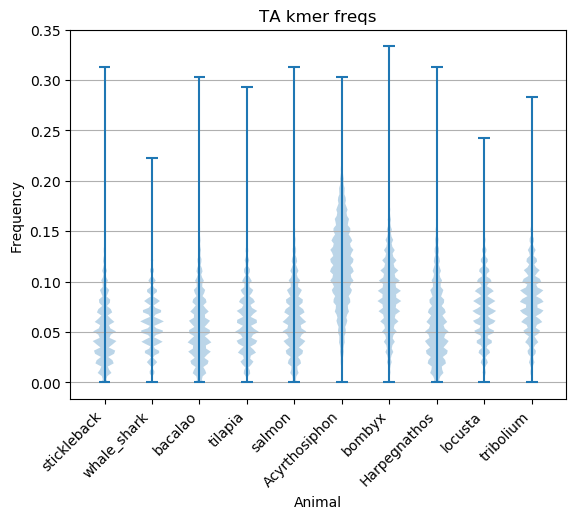 TA kmer freqs
Frequency
0.35
0.30
0.25
0.20
0.15
0.10
0.05
0.00
stickleback
whale_shark
bacalao
tilapia
salmon
Acyrthosiphon
bombyx
Harpegnathos
locusta
tribolium
Animal